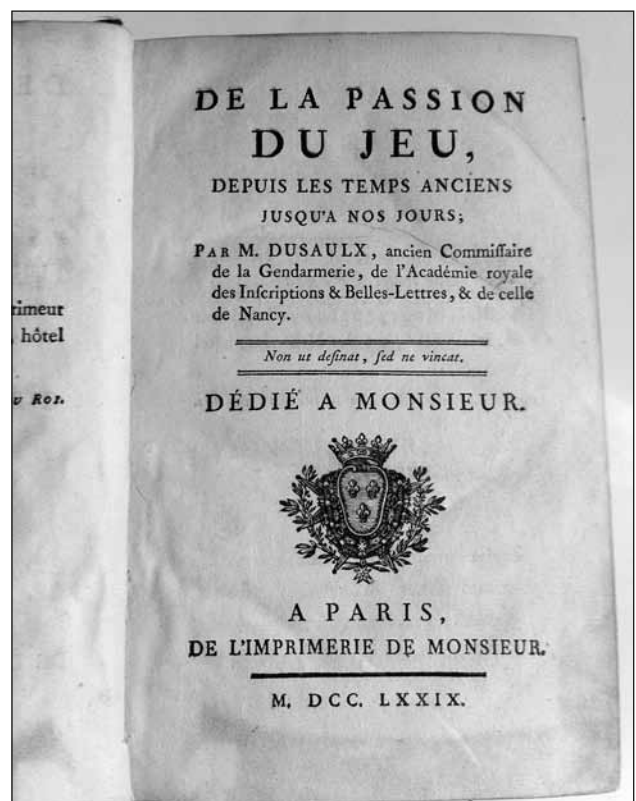 rimeur
hôtel
v ROI.
DE LA PASSION
DU JEU,
DEPUIS LES TEMPS ANCIENS
JUSQU'A NOS JOURS;
PAR M. DUSAULX, ancien Commiſſaire
de la Gendarmerie, de l'Académie royale
des Inſcriptions & Belles-Lettres, & de celle
de Nancy.
Non ut deſinat, ſed ne vincat.
DÉDIÉ A MONSIEUR.
A PARIS,
DE L'IMPRIMERIE DE MONSIEUR.
M. DCC. LXXIX.